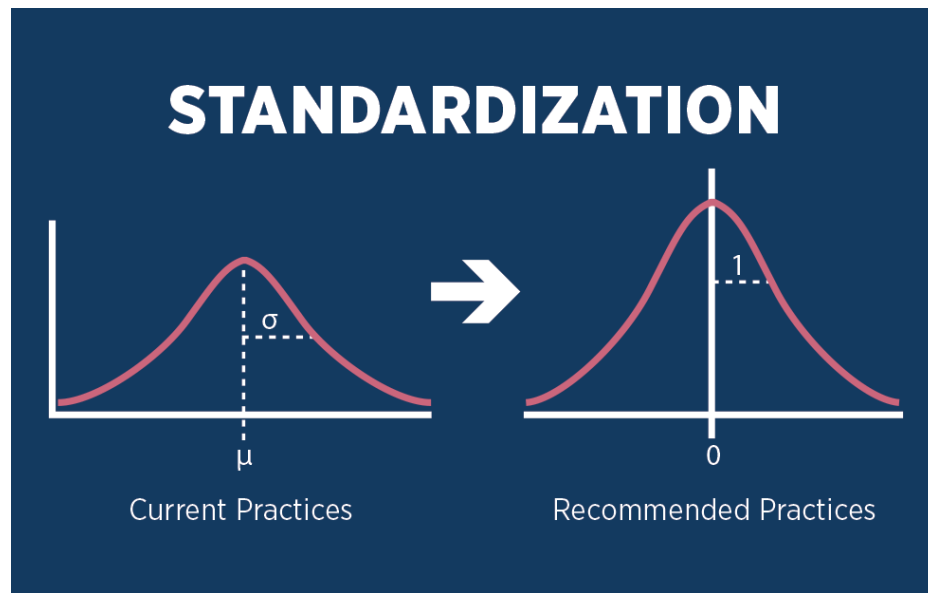 STANDARDIZATION
σ
μ
Current Practices
1
0
Recommended Practices